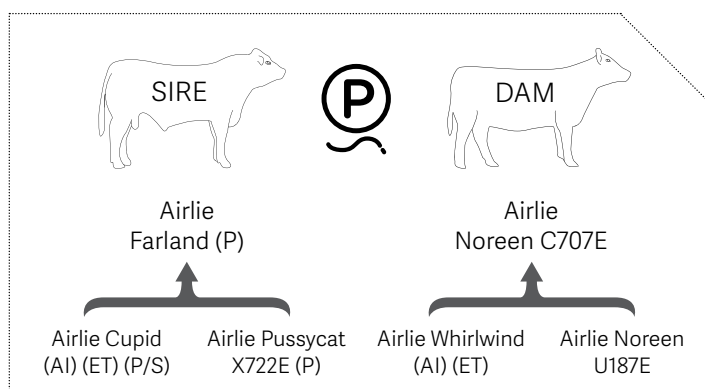 SIRE
P
DAM
Airlie
Farland (P)
Airlie
Noreen C707E
Airlie Cupid
(AI) (ET) (P/S)
Airlie Pussycat
X722E (P)
Airlie Whirlwind
(AI) (ET)
Airlie Noreen
U187E